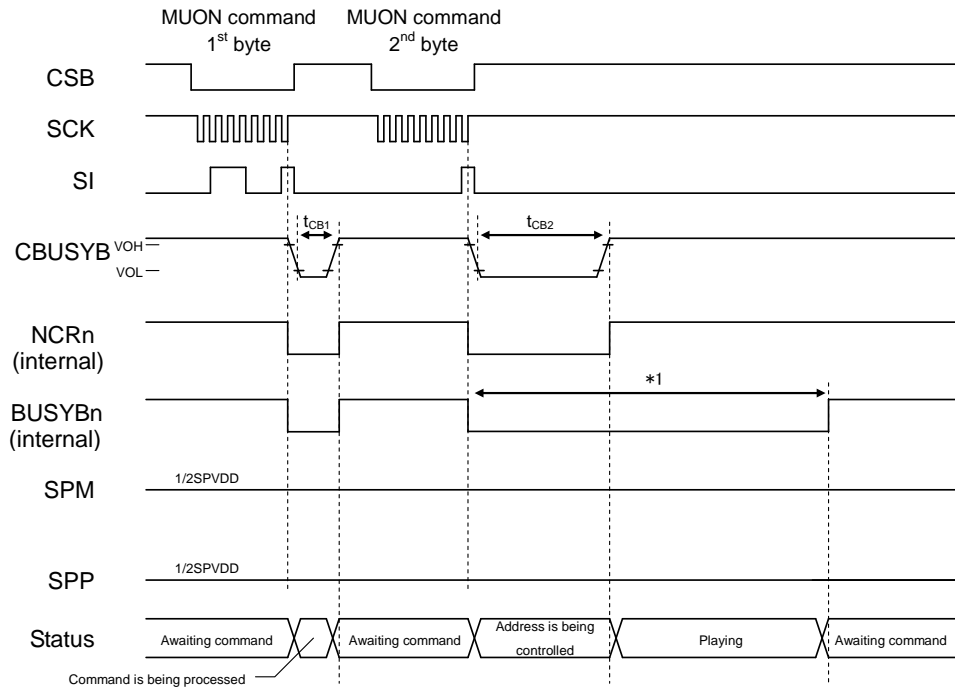 MUON command
1st byte
MUON command
2nd byte
CSB
SCK
SI
tCB1
tCB2
CBUSYB
VOH
VOL
NCRn
(internal)
*1
BUSYBn
(internal)
1/2SPVDD
SPM
1/2SPVDD
SPP
Status
Awaiting command
Awaiting command
Address is being
controlled
Playing
Awaiting command
Command is being processed